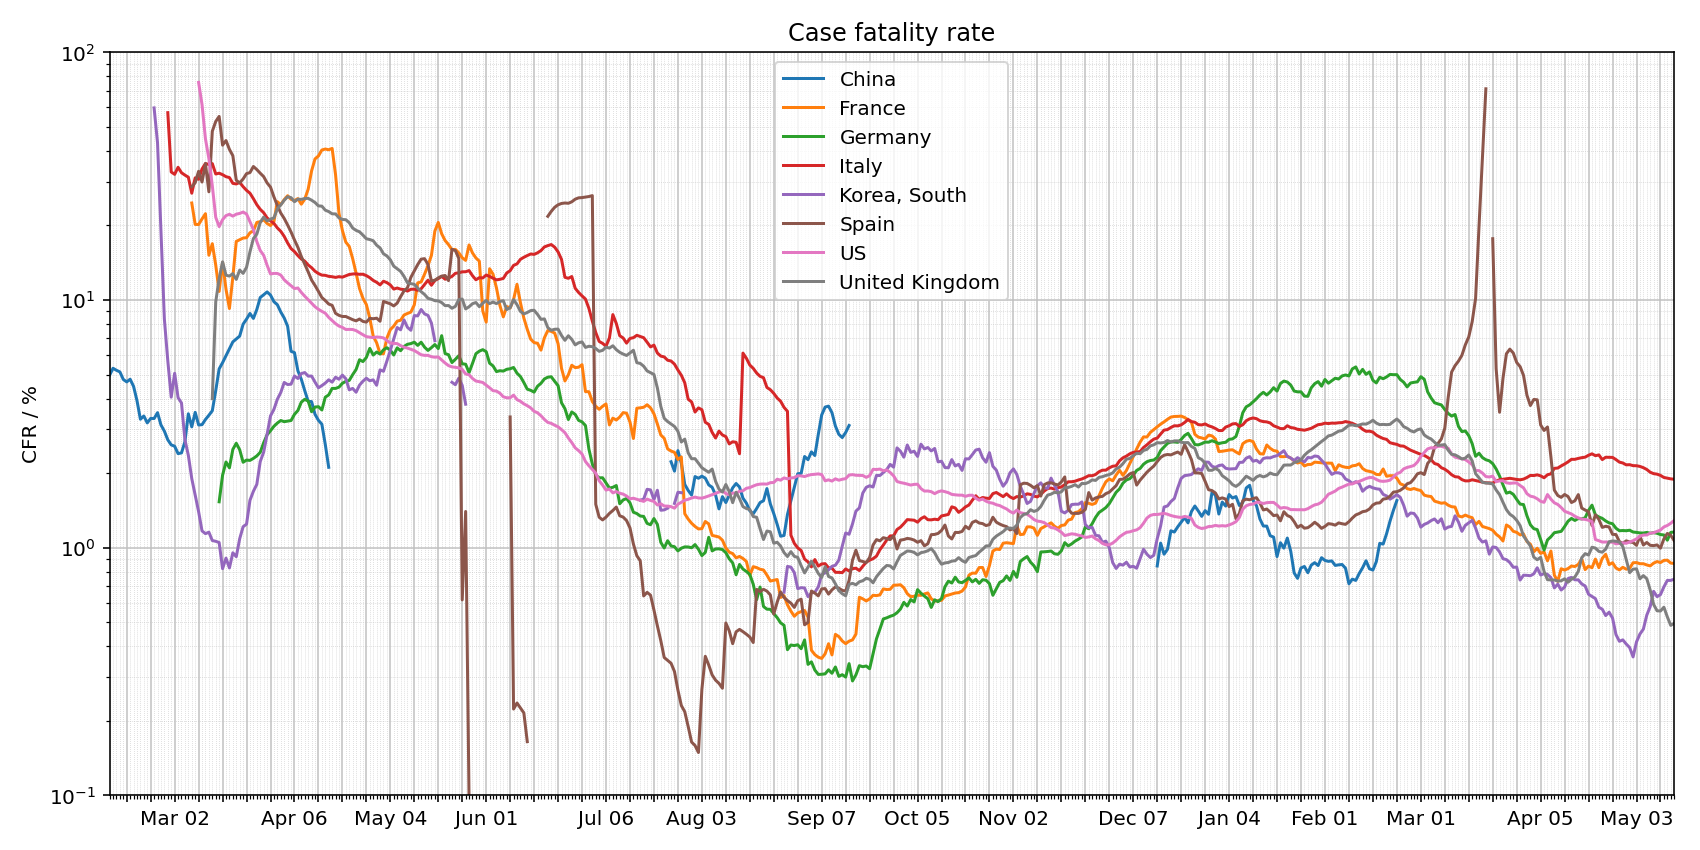 Case fatality rate
CFR / %
10²
10¹
10⁰
10⁻¹
China
France
Germany
Italy
Korea, South
Spain
US
United Kingdom
Mar 02 Apr 06 May 04 Jun 01 Jul 06 Aug 03 Sep 07 Oct 05 Nov 02 Dec 07 Jan 04 Feb 01 Mar 01 Apr 05 May 03